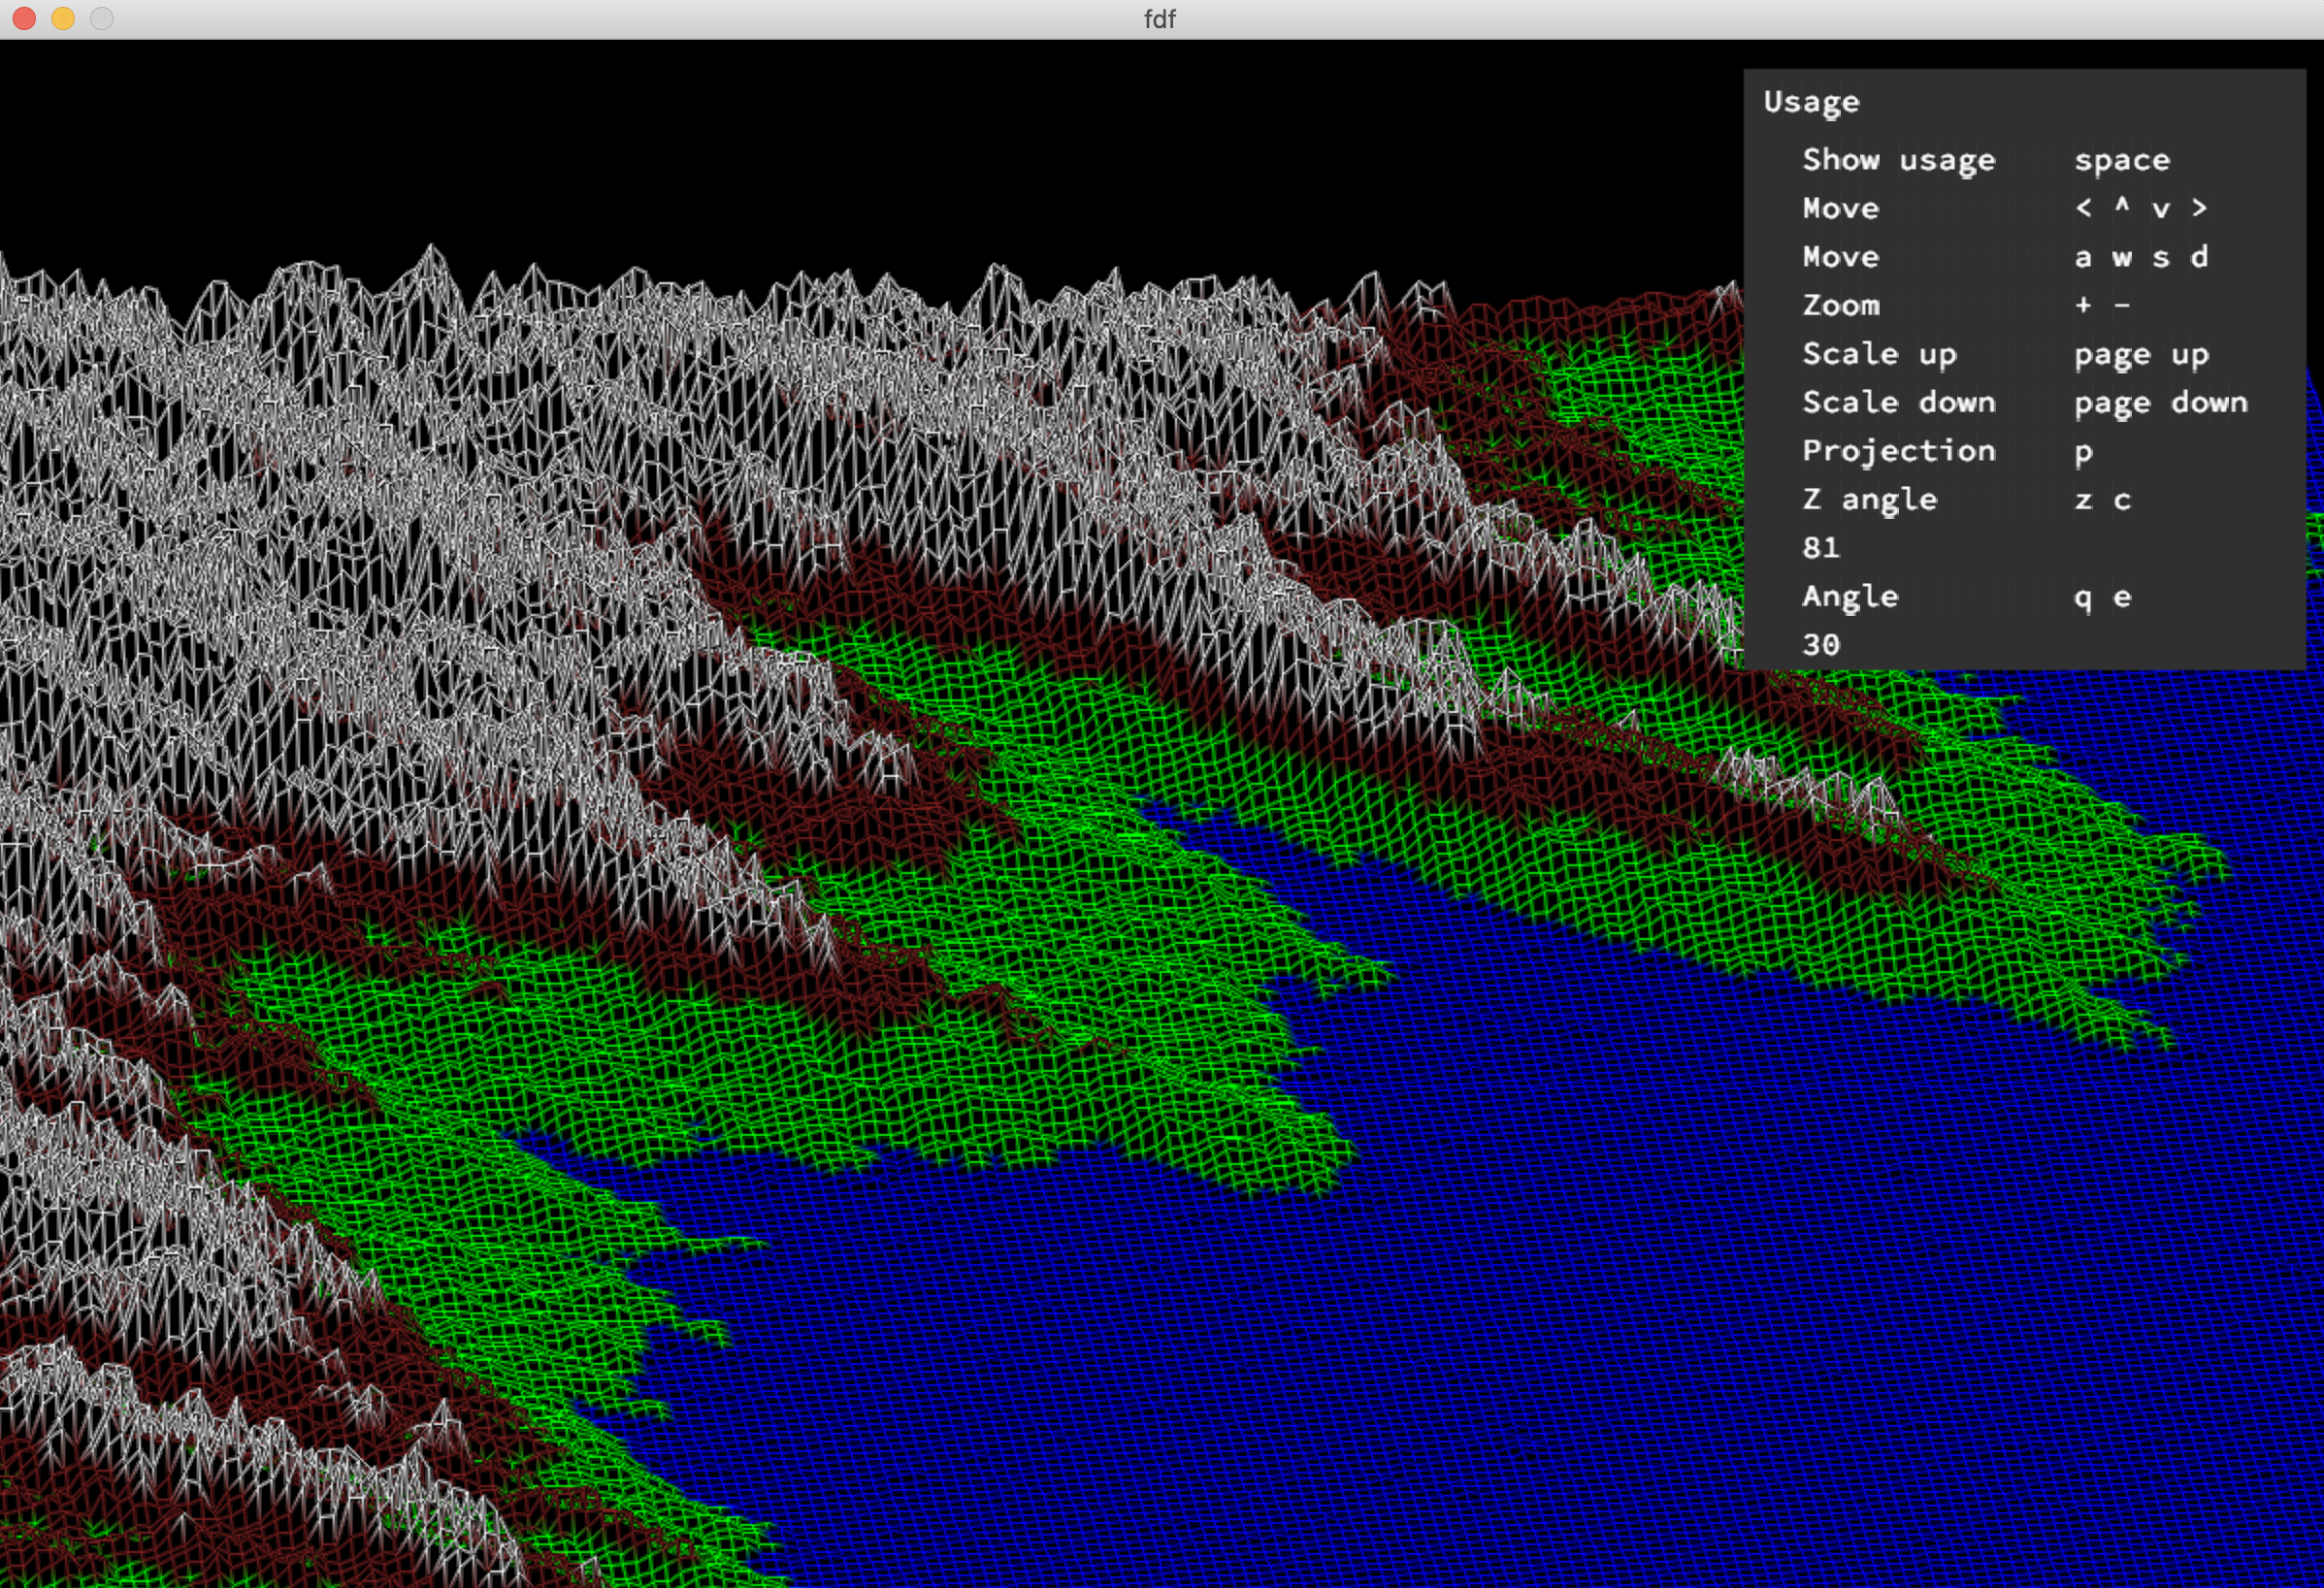 fdf
Usage
Show usage space
Move < ^ v >
Move a w s d
Zoom + -
Scale up page up
Scale down page down
Projection p
Z angle z c
81
Angle q e
30